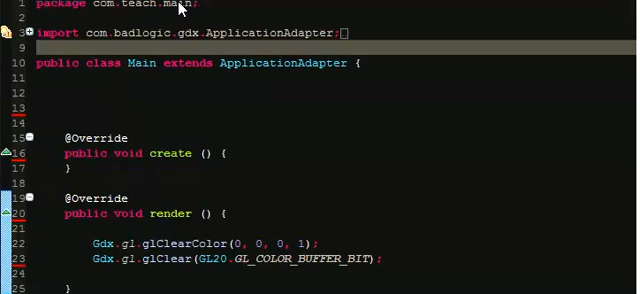 1 package com.teach.main;
2
3 import com.badlogic.gdx.ApplicationAdapter;
9
10 public class Main extends ApplicationAdapter {
11
12
13
14
15 @Override
16 public void create () {
17 }
18
19 @Override
20 public void render () {
21
22 Gdx.gl.glClearColor(0, 0, 0, 1);
23 Gdx.gl.glClear(GL20.GL_COLOR_BUFFER_BIT);
24
25 }